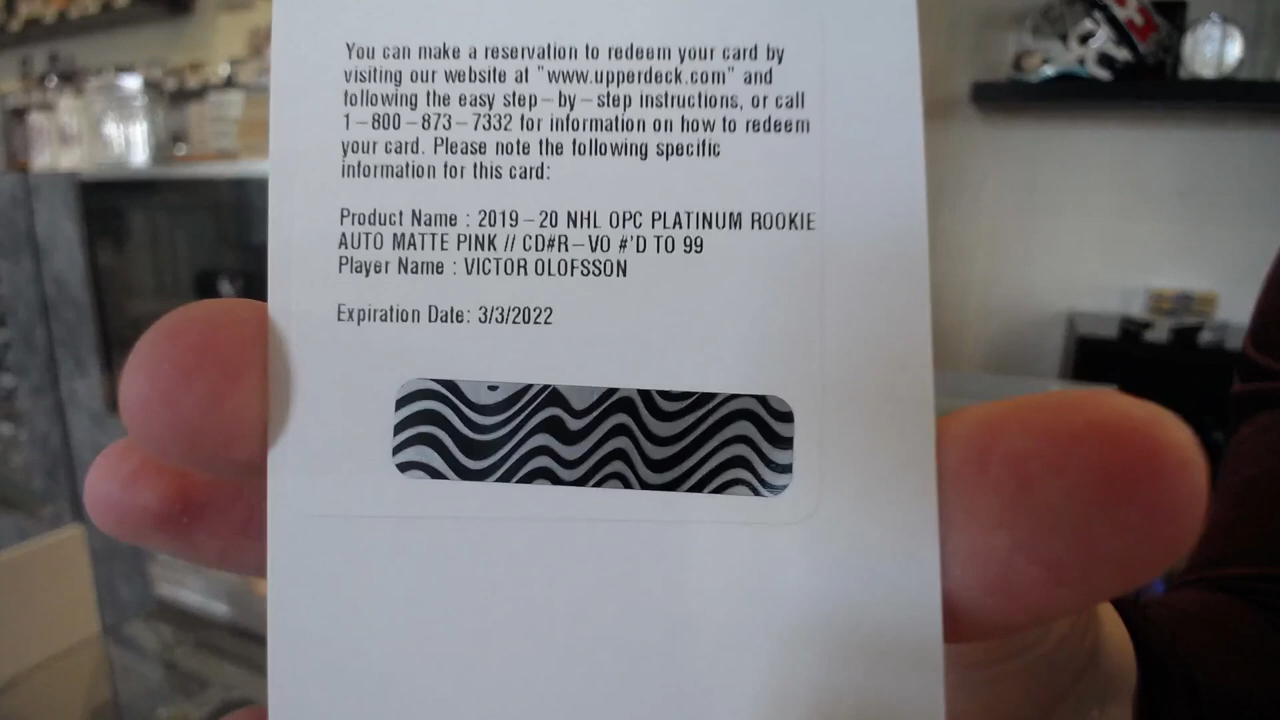 You can make a reservation to redeem your card by
visiting our website at "www.upperdeck.com" and
following the easy step-by-step instructions, or call
1-800-873-7332 for information on how to redeem
your card. Please note the following specific
information for this card:
Product Name : 2019-20 NHL OPC PLATINUM ROOKIE
AUTO MATTE PINK // CD#R-VO #'D TO 99
Player Name : VICTOR OLOFSSON
Expiration Date: 3/3/2022